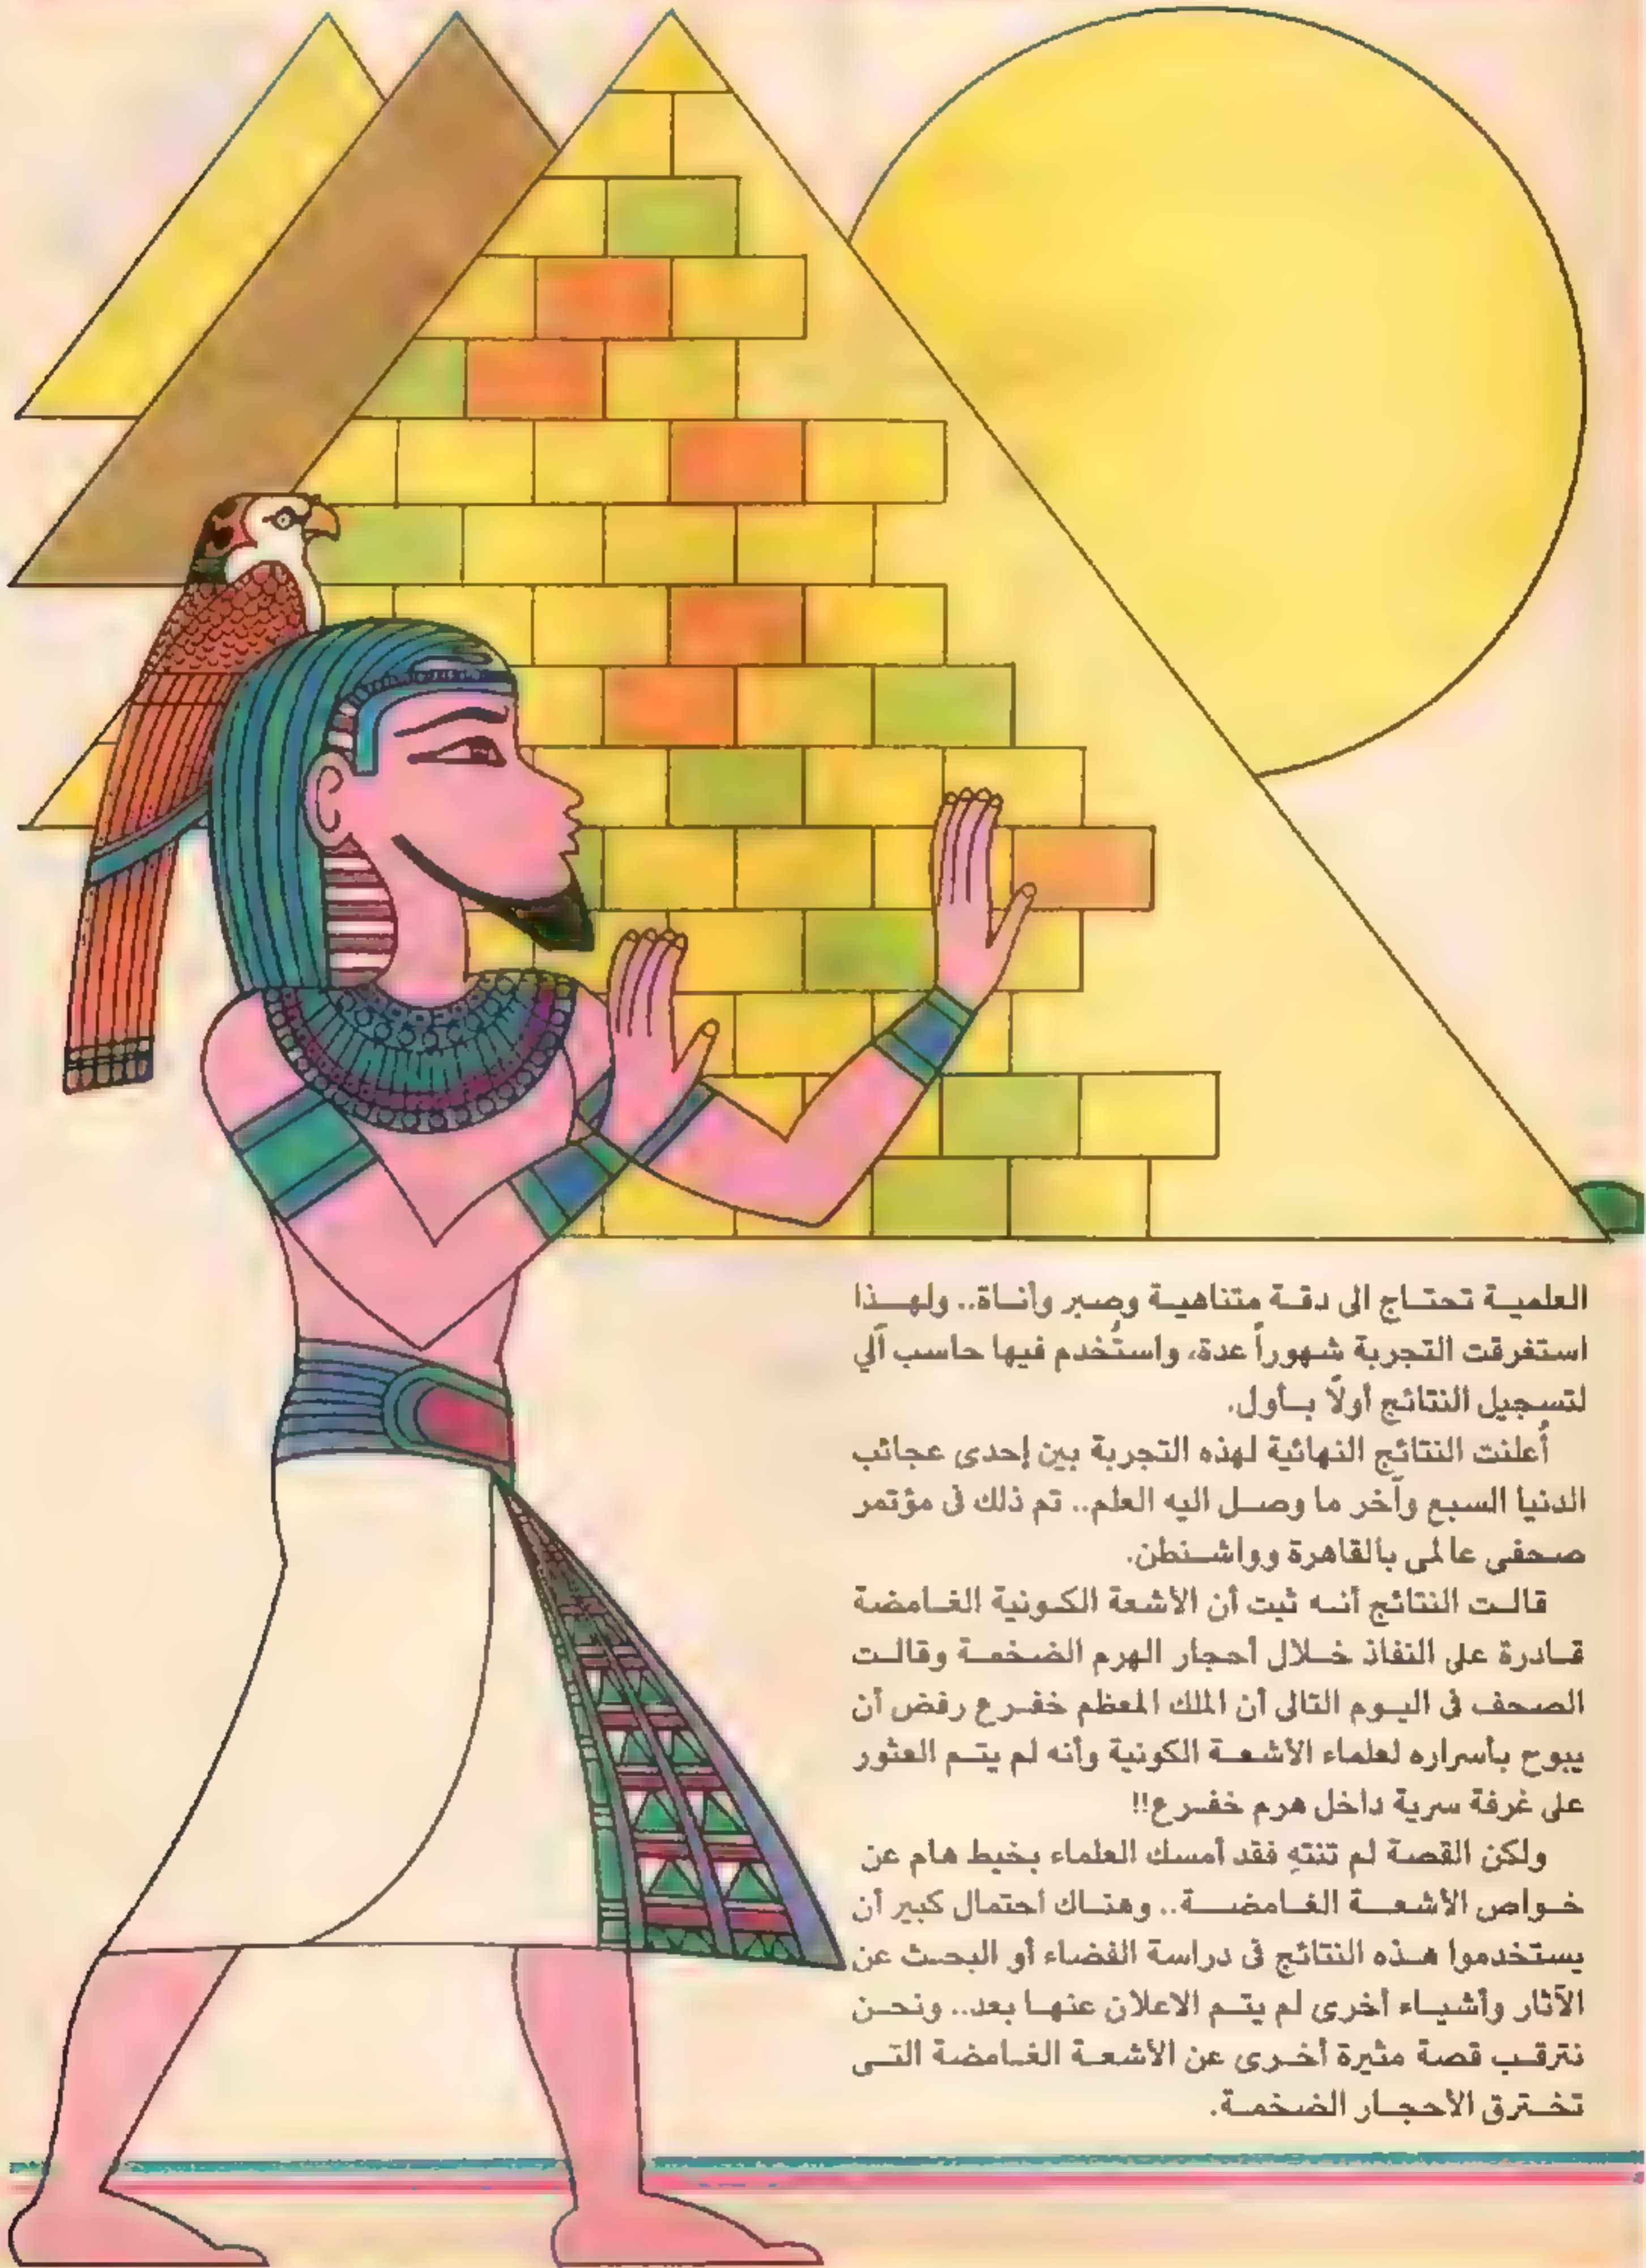 العلمية تحتاج الى دقة متناهية وصبر وأناة.. ولهذا
استغرقت التجربة شهوراً عدة، واستُخدم فيها حاسب آلي
لتسجيل النتائج أولاً بأول.
أُعلنت النتائج النهائية لهذه التجربة بين إحدى عجائب
الدنيا السبع وآخر ما وصل اليه العلم.. تم ذلك في مؤتمر
صحفى عالمى بالقاهرة وواشنطن.
قالت النتائج أنه ثبت أن الأشعة الكونية الغامضة
قادرة على النفاذ خلال أحجار الهرم الضخمة وقالت
الصحف في اليوم التالى أن الملك المعظم خفرع رفض أن
يبوح بأسراره لعلماء الأشعة الكونية وأنه لم يتم العثور
على غرفة سرية داخل هرم خفرع!!
ولكن القصة لم تنتهِ فقد أمسك العلماء بخيط هام عن
خواص الأشعة الغامضة.. وهناك احتمال كبير أن
يستخدموا هذه النتائج في دراسة الفضاء أو البحث عن
الآثار وأشياء أخرى لم يتم الاعلان عنها بعد.. ونحن
نترقب قصة مثيرة أخرى عن الأشعة الغامضة التى
تخترق الأحجار الضخمة.